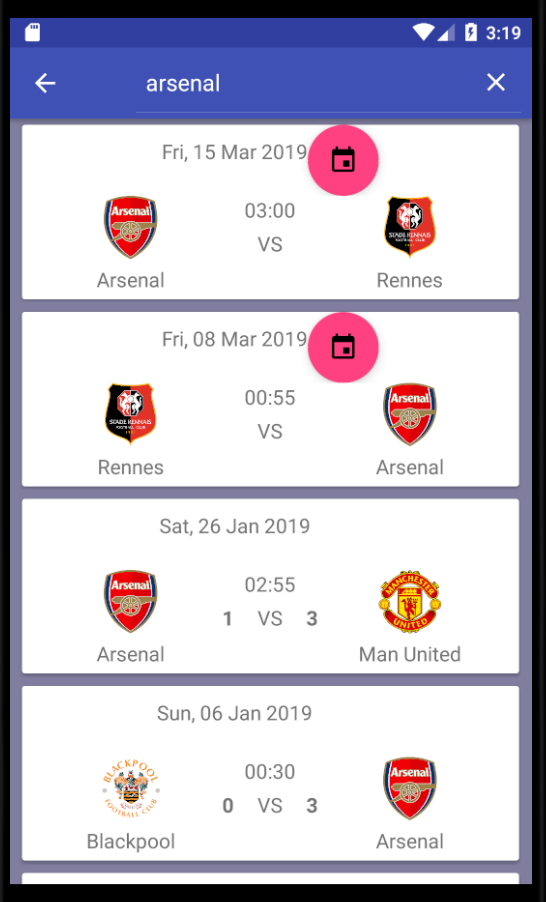 3:19
arsenal
Fri, 15 Mar 2019
Arsenal
03:00
VS
STADE RENNAIS
FOOTBALL CLUB
Arsenal
Rennes
Fri, 08 Mar 2019
STADE RENNAIS
FOOTBALL CLUB
00:55
VS
Arsenal
Rennes
Arsenal
Sat, 26 Jan 2019
Arsenal
02:55
1 VS 3
MANCHESTER
UNITED
Arsenal
Man United
Sun, 06 Jan 2019
BLACKPOOL
FOOTBALL CLUB
00:30
0 VS 3
Arsenal
Blackpool
Arsenal